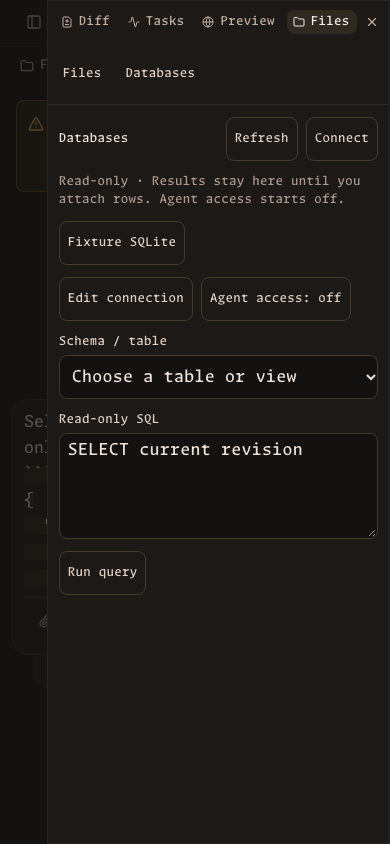 Diff Tasks Preview Files
Files Databases
Databases Refresh Connect
Read-only · Results stay here until you
attach rows. Agent access starts off.
Fixture SQLite
Edit connection Agent access: off
Schema / table
Choose a table or view
Read-only SQL
SELECT current revision
Run query
F
Sel
onl
``
{